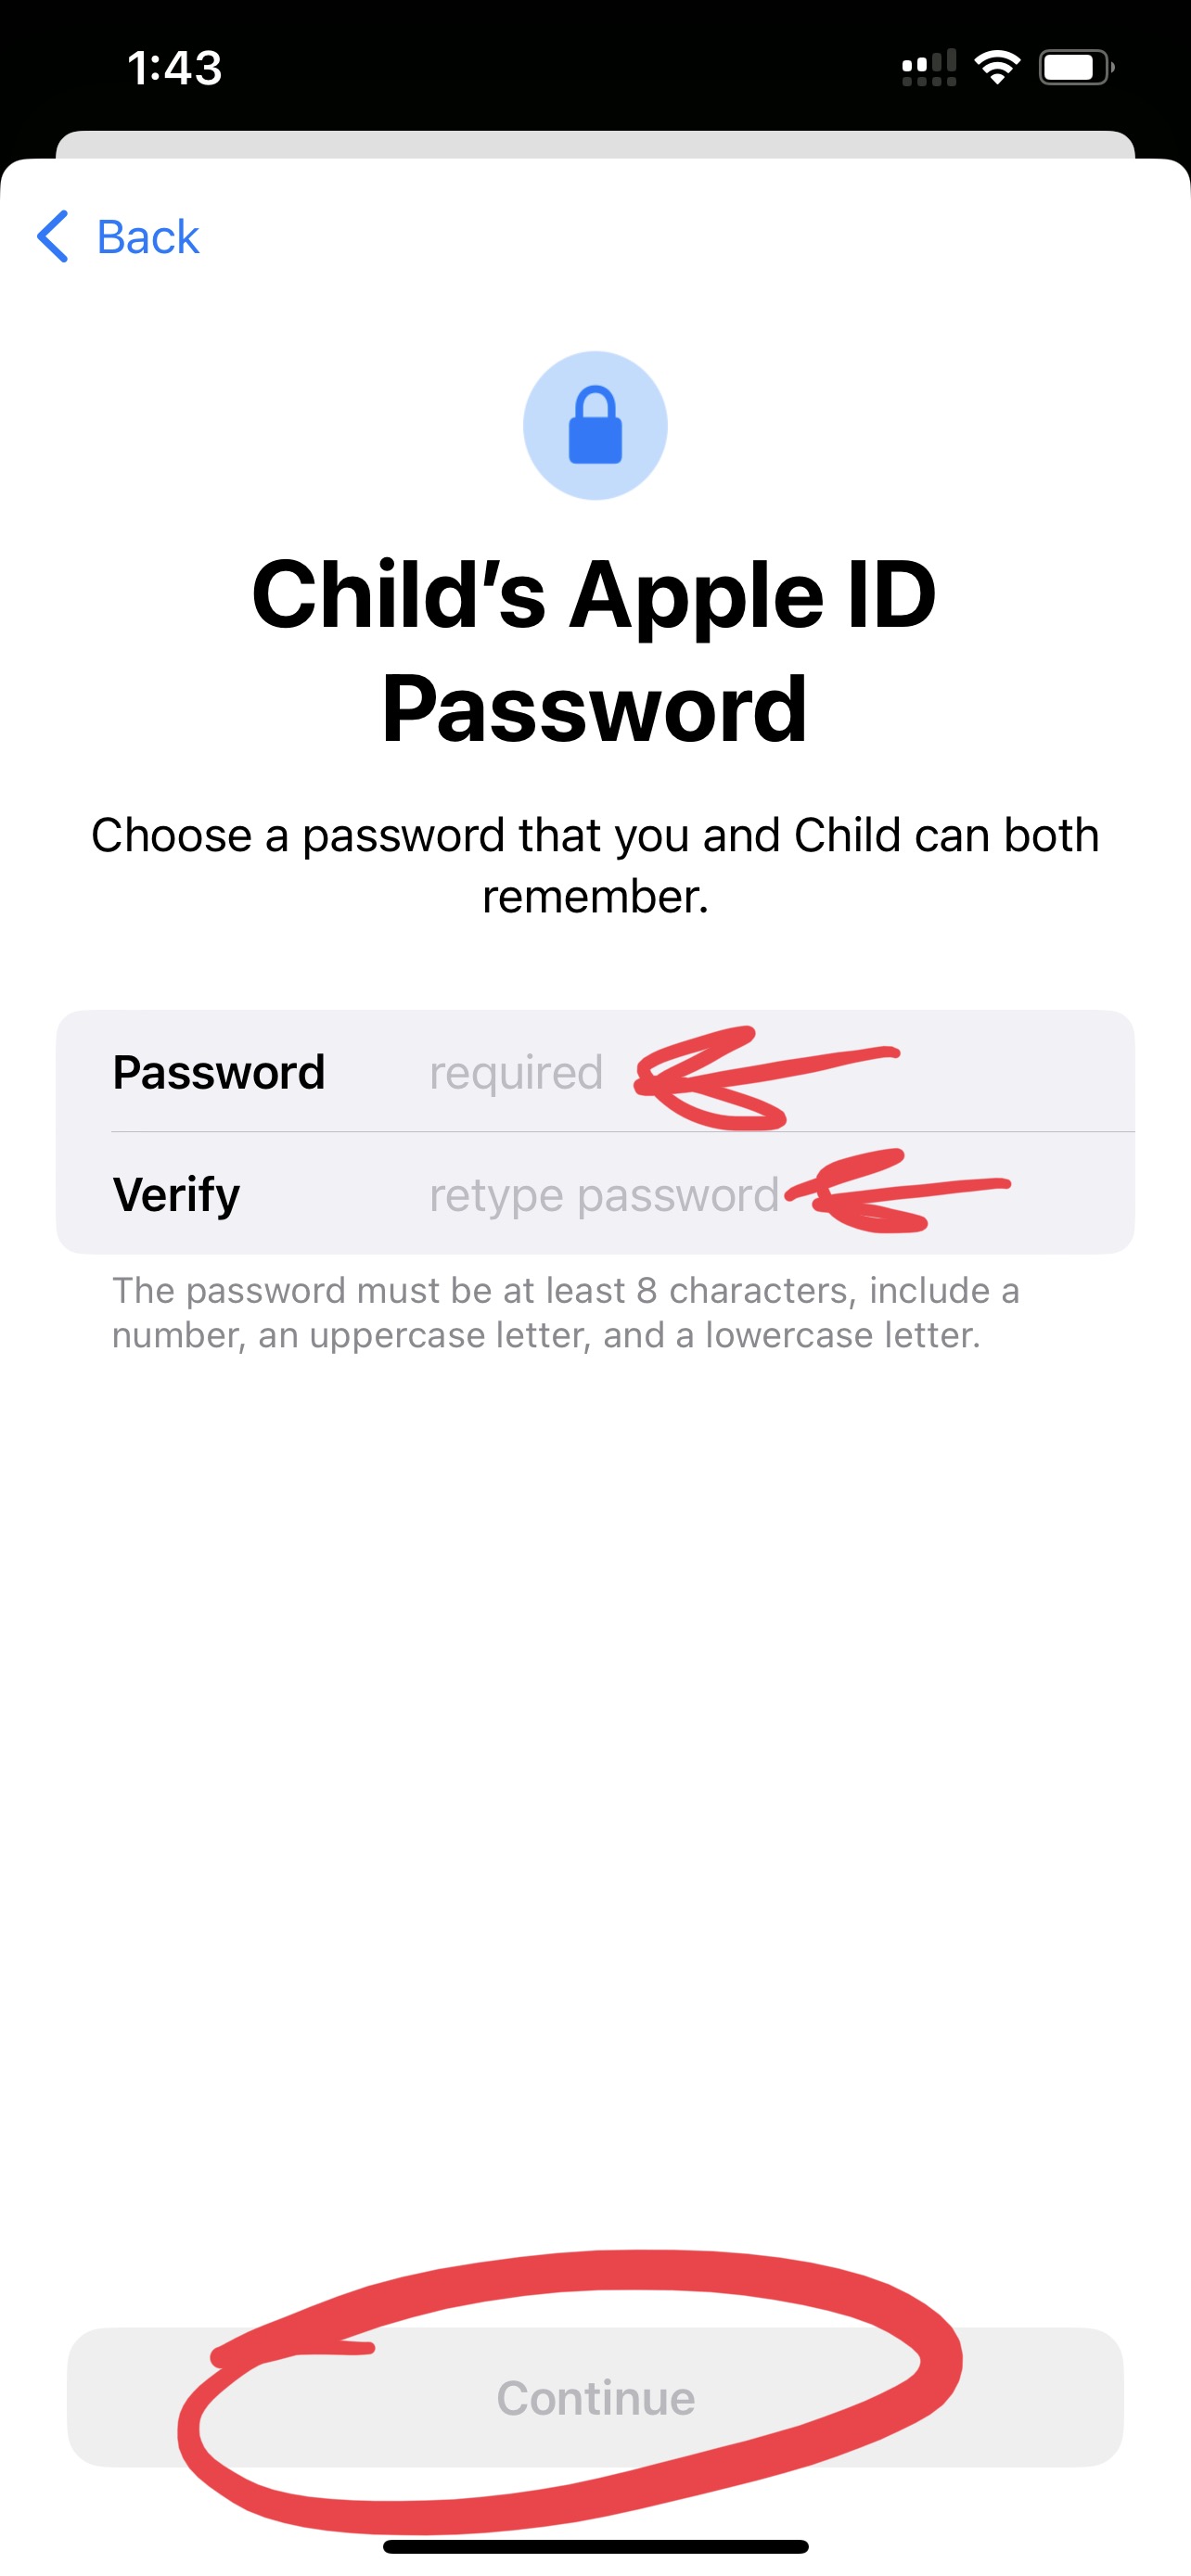 1:43
Back
Child’s Apple ID
Password
Choose a password that you and Child can both
remember.
Password required
Verify retype password
The password must be at least 8 characters, include a
number, an uppercase letter, and a lowercase letter.
Continue